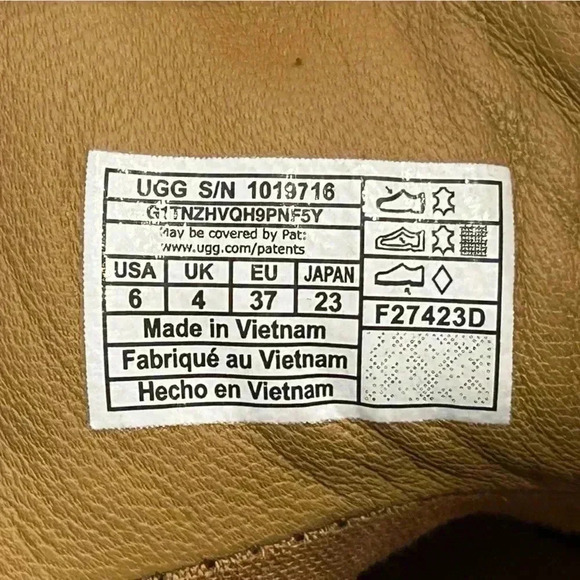 UGG S/N 1019716
G1TNZHVQH9PNF5Y
May be covered by Pat:
www.ugg.com/patents
USA UK EU JAPAN
6 4 37 23
Made in Vietnam
Fabriqué au Vietnam
Hecho en Vietnam
F27423D